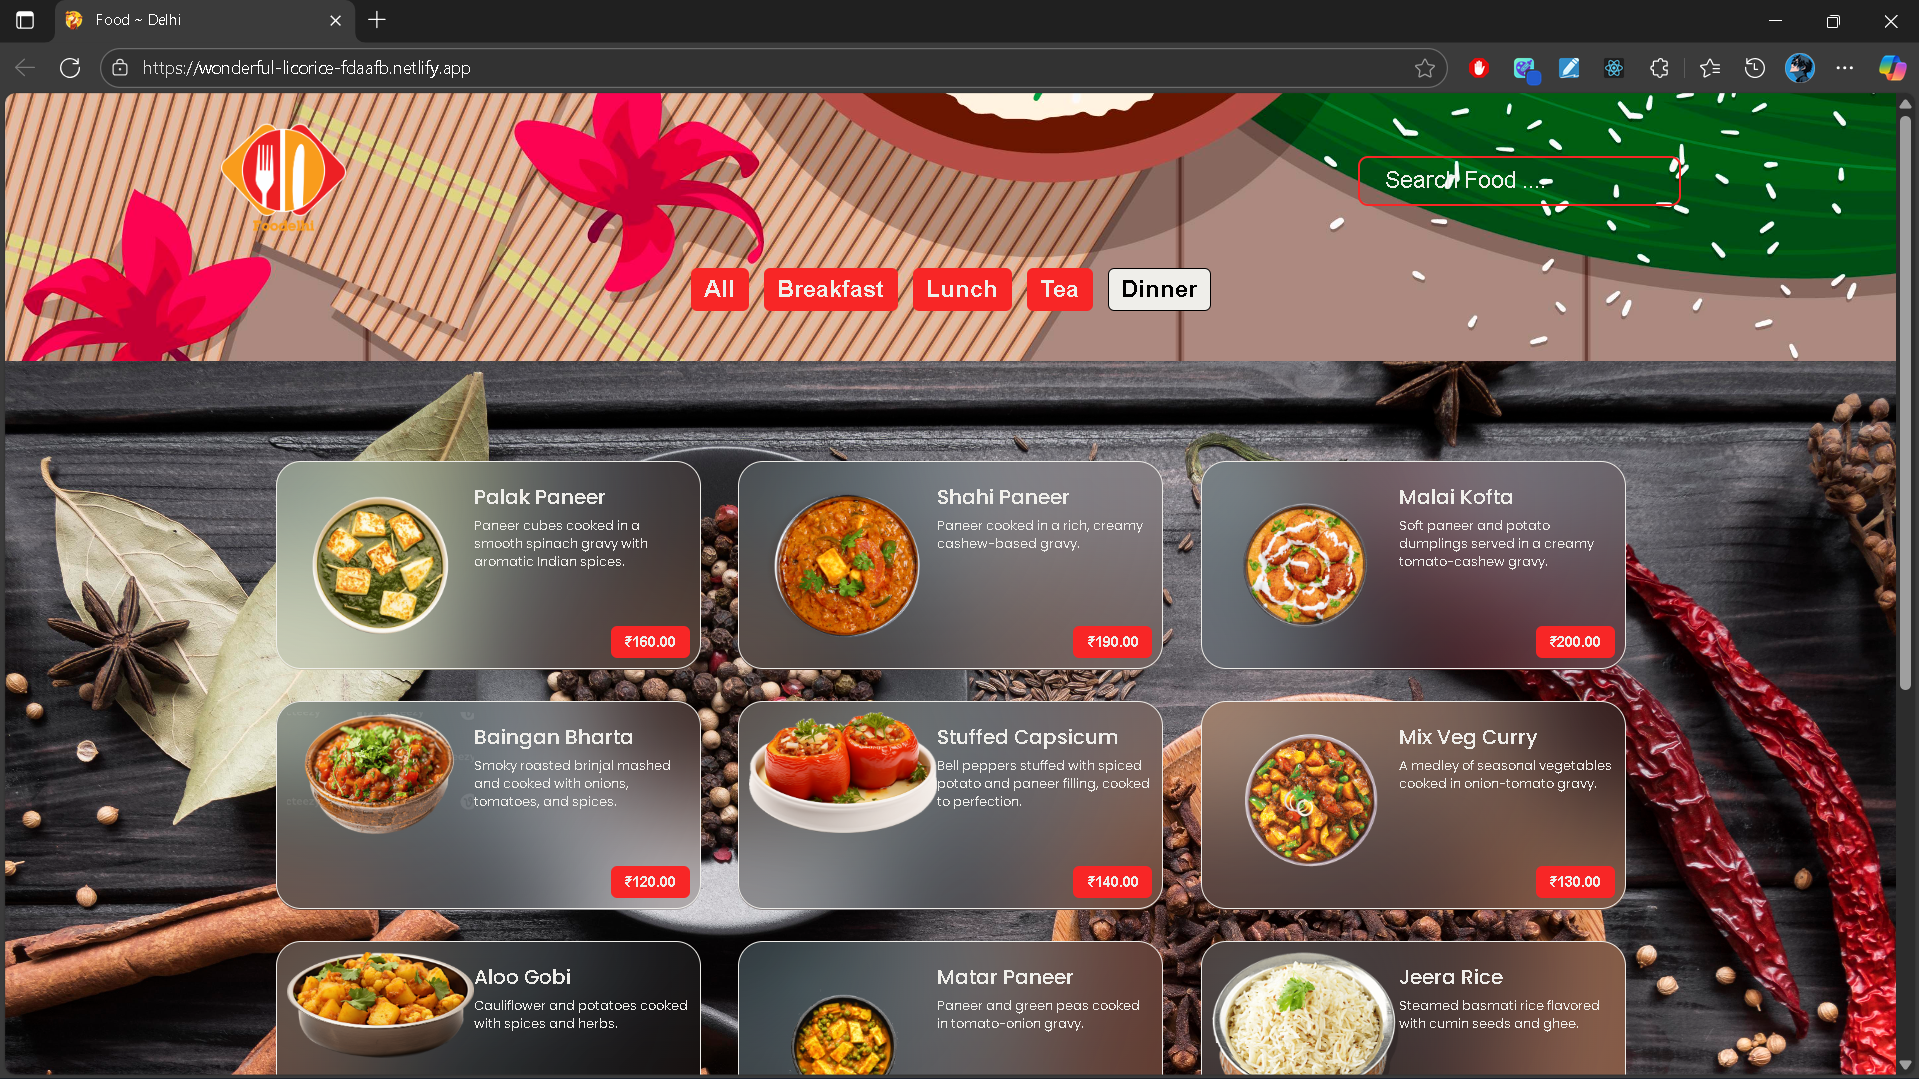 Food ~ Delhi
https://wonderful-licorice-fdaafb.netlify.app
Foodelhi
Search Food ....
All
Breakfast
Lunch
Tea
Dinner
Palak Paneer
Paneer cubes cooked in a
smooth spinach gravy with
aromatic Indian spices.
₹160.00
Shahi Paneer
Paneer cooked in a rich, creamy
cashew-based gravy.
₹190.00
Malai Kofta
Soft paneer and potato
dumplings served in a creamy
tomato-cashew gravy.
₹200.00
Baingan Bharta
Smoky roasted brinjal mashed
and cooked with onions,
tomatoes, and spices.
₹120.00
Stuffed Capsicum
Bell peppers stuffed with spiced
potato and paneer filling, cooked
to perfection.
₹140.00
Mix Veg Curry
A medley of seasonal vegetables
cooked in onion-tomato gravy.
₹130.00
Aloo Gobi
Cauliflower and potatoes cooked
with spices and herbs.
Matar Paneer
Paneer and green peas cooked
in tomato-onion gravy.
Jeera Rice
Steamed basmati rice flavored
with cumin seeds and ghee.